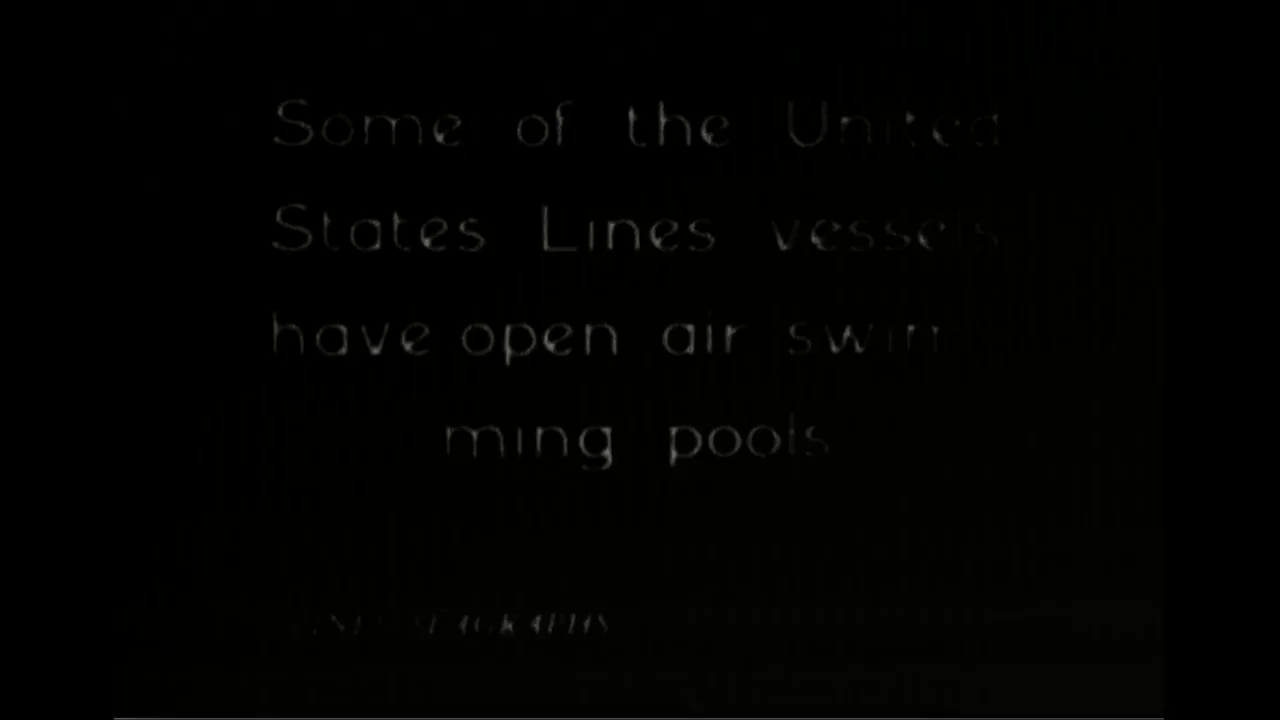 Some of the United
States Lines vessels
have open air swim
ming pools